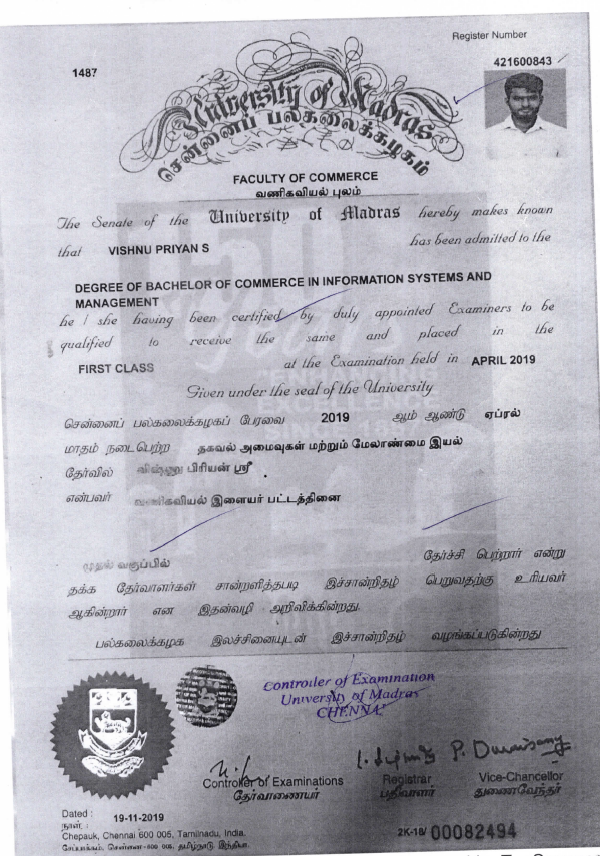 Register Number
1487
421600843
University of Madras
சென்னைப் பல்கலைக்கழகம்
FACULTY OF COMMERCE
வணிகவியல் புலம்
The Senate of the University of Madras hereby makes known
that VISHNU PRIYAN S has been admitted to the
DEGREE OF BACHELOR OF COMMERCE IN INFORMATION SYSTEMS AND
MANAGEMENT
he / she having been certified by duly appointed Examiners to be
qualified to receive the same and placed in the
FIRST CLASS at the Examination held in APRIL 2019
Given under the seal of the University
சென்னைப் பல்கலைக்கழகப் பேரவை 2019 ஆம் ஆண்டு ஏப்ரல்
மாதம் நடைபெற்ற தகவல் அமைவுகள் மற்றும் மேலாண்மை இயல்
தேர்வில் விஷ்ணு பிரியன் ஸ்ரீ
என்பவர் வணிகவியல் இளையர் பட்டத்தினை
முதல் வகுப்பில் தேர்ச்சி பெற்றார் என்று
தக்க தேர்வாளர்கள் சான்றளித்தபடி இச்சான்றிதழ் பெறுவதற்கு உரியவர்
ஆகின்றார் என இதன்வழி அறிவிக்கின்றது.
பல்கலைக்கழக இலச்சினையுடன் இச்சான்றிதழ் வழங்கப்படுகின்றது
Controller of Examination
University of Madras
CHENNAI
Controller of Examinations
தேர்வாணையர்
Registrar
பதிவாளர்
Vice-Chancellor
துணைவேந்தர்
Dated : 19-11-2019
நாள் :
Chepauk, Chennai 600 005, Tamilnadu, India.
சேப்பாக்கம், சென்னை-600 005. தமிழ்நாடு இந்தியா.
2K-18/ 00082494